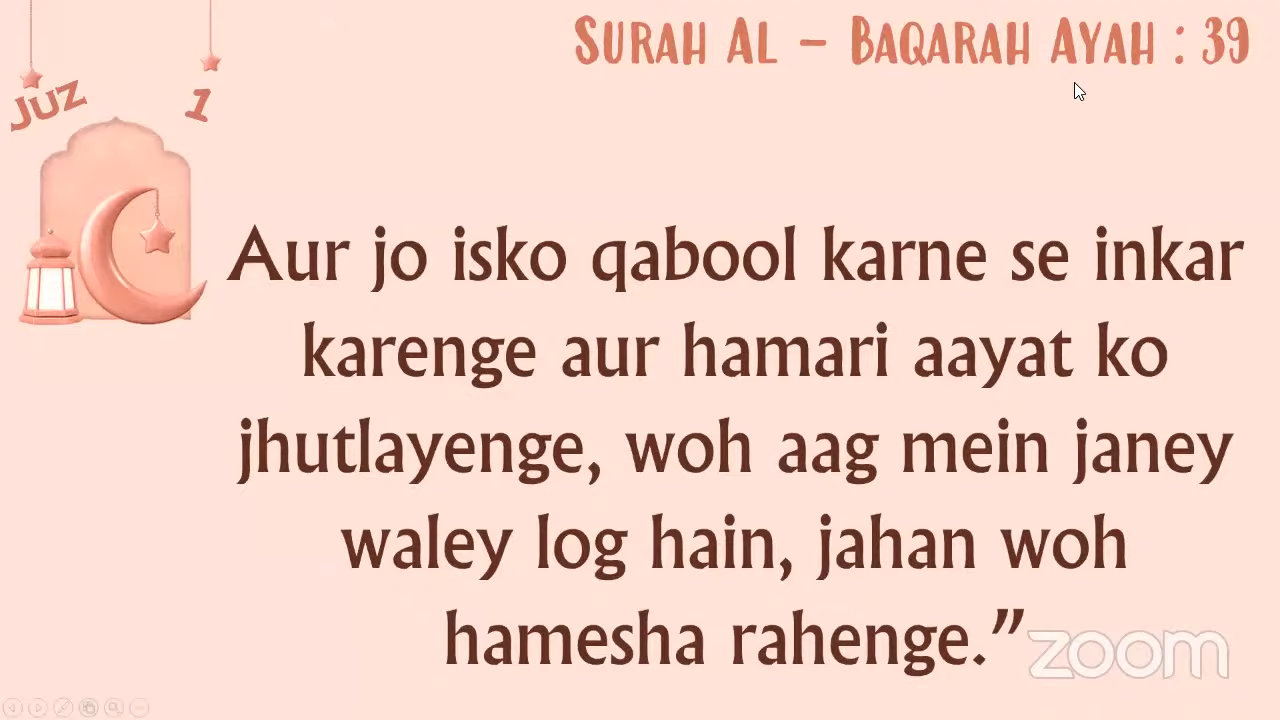 SURAH AL - BAQARAH AYAH : 39
JUZ 1
Aur jo isko qabool karne se inkar
karenge aur hamari aayat ko
jhutlayenge, woh aag mein janey
waley log hain, jahan woh
hamesha rahenge.”
zoom